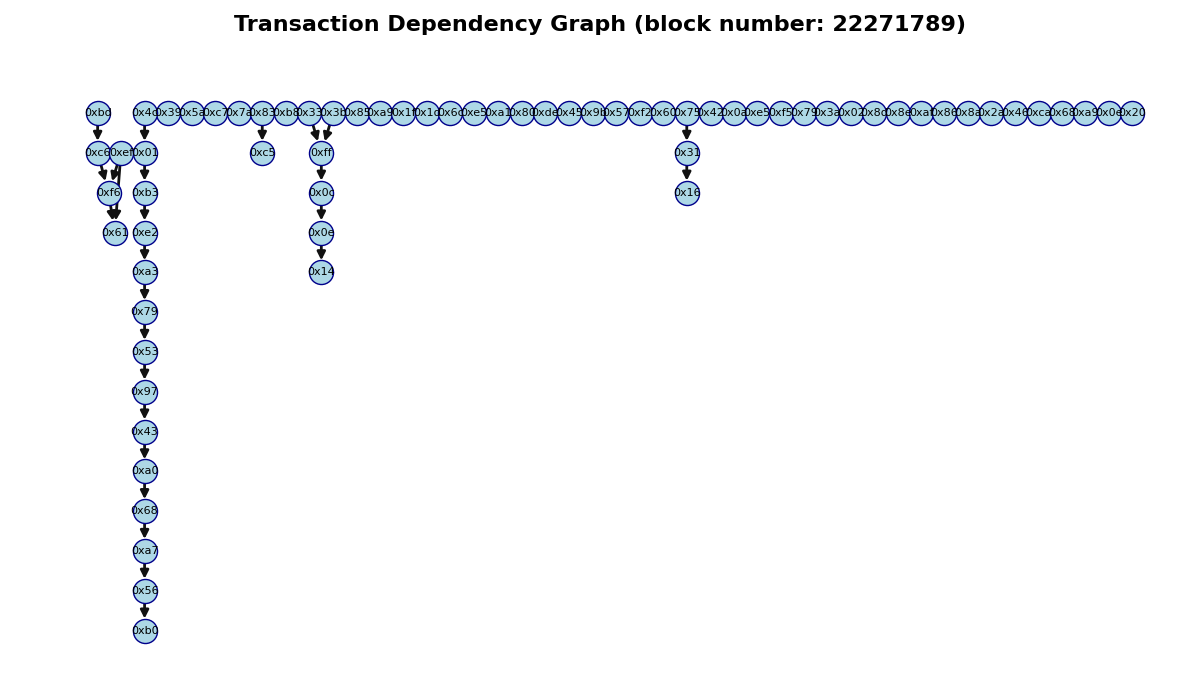 Transaction Dependency Graph (block number: 22271789)
0x4c 0x39 0x5a 0xc7 0x7a 0x83 0xb8 0x33 0x3b 0x85 0xa9 0x1f 0x1c 0x6c 0xe5 0xa1 0x80 0xde 0x45 0x9b 0x57 0xf2 0x60 0x75 0x42 0x0a 0xe5 0xf5 0x79 0x3a 0x02 0x8e 0xaf 0x86 0x8a 0x2a 0x46 0xca 0x68 0xa9 0x0e 0x20
0xc6 0xef 0x01 0xc5 0xff 0x31
0xf6 0xb3 0x0c 0x16
0x61 0xe2 0x0e
0xa3 0x14
0x79
0x53
0x97
0x43
0xa0
0x68
0xa7
0x56
0xb0